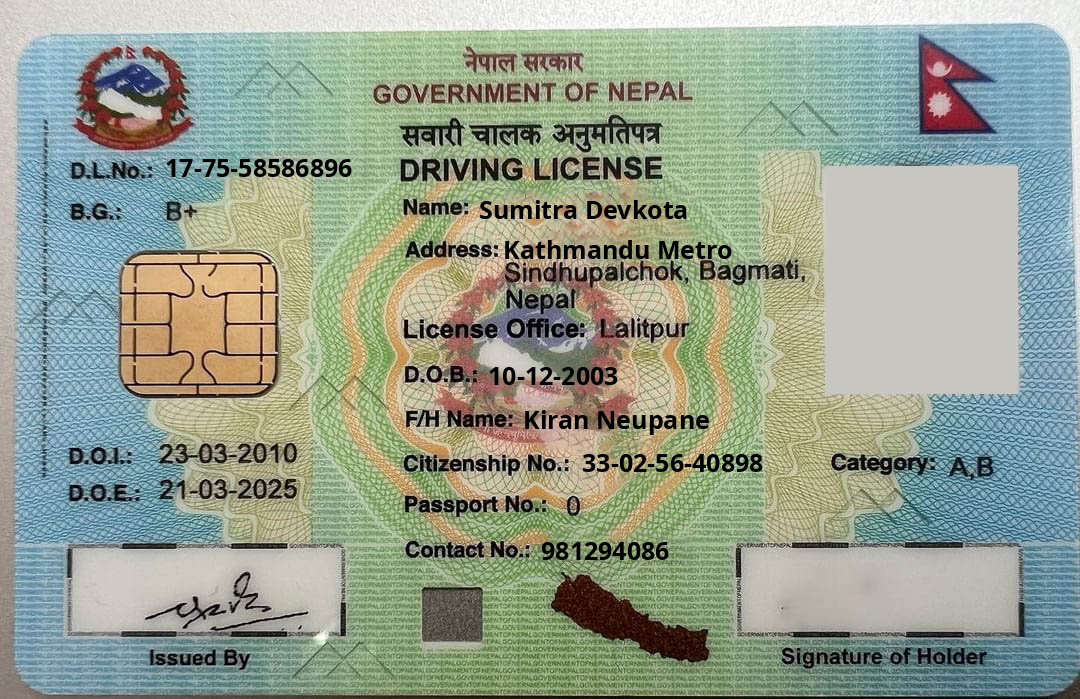 नेपाल सरकार
GOVERNMENT OF NEPAL
सवारी चालक अनुमतिपत्र
DRIVING LICENSE
D.L.No.: 17-75-58586896
B.G.: B+
Name: Sumitra Devkota
Address: Kathmandu Metro
Sindhupalchok, Bagmati,
Nepal
License Office: Lalitpur
D.O.B.: 10-12-2003
F/H Name: Kiran Neupane
Citizenship No.: 33-02-56-40898
Passport No.: 0
Contact No.: 981294086
D.O.I.: 23-03-2010
D.O.E.: 21-03-2025
Category: A,B
Issued By
Signature of Holder